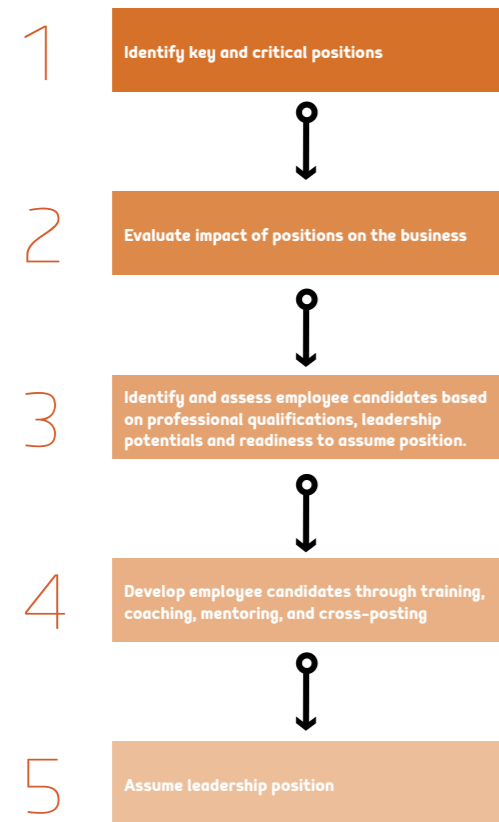 1
Identify key and critical positions
2
Evaluate impact of positions on the business
3
Identify and assess employee candidates based
on professional qualifications, leadership
potentials and readiness to assume position.
4
Develop employee candidates through training,
coaching, mentoring, and cross-posting
5
Assume leadership position